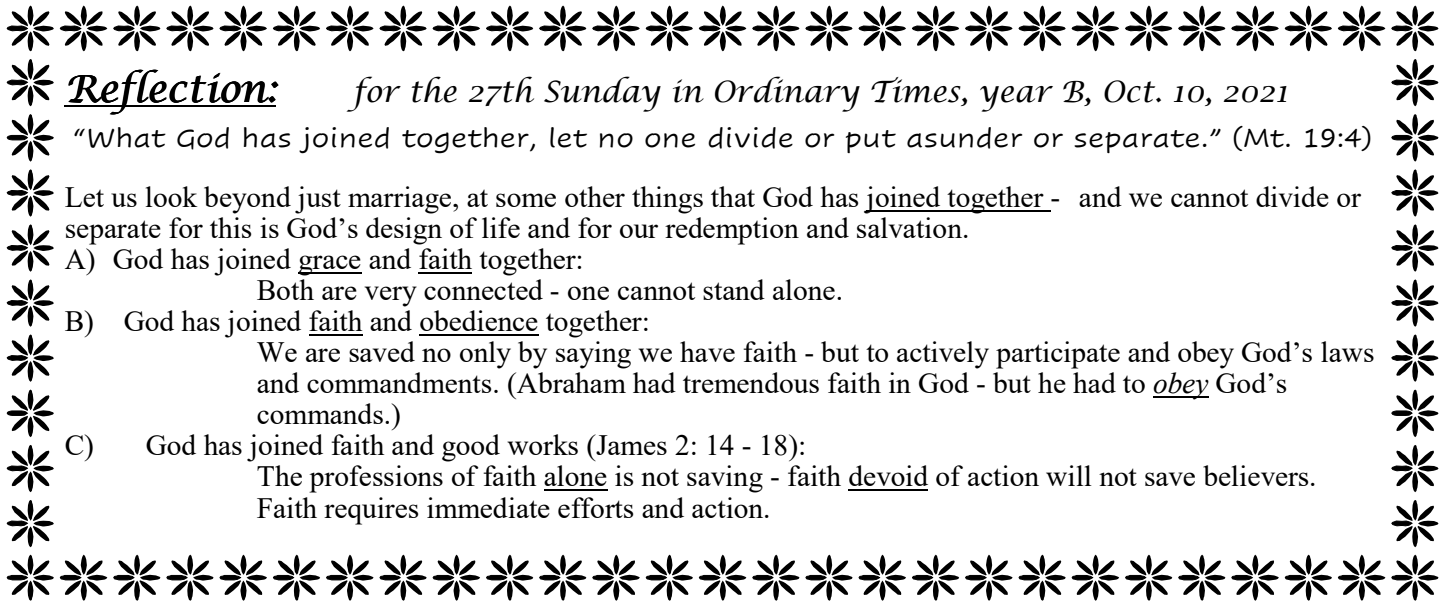 Reflection: for the 27th Sunday in Ordinary Times, year B, Oct. 10, 2021
“What God has joined together, let no one divide or put asunder or separate.” (Mt. 19:4)
Let us look beyond just marriage, at some other things that God has joined together - and we cannot divide or
separate for this is God’s design of life and for our redemption and salvation.
A) God has joined grace and faith together:
Both are very connected - one cannot stand alone.
B) God has joined faith and obedience together:
We are saved no only by saying we have faith - but to actively participate and obey God’s laws
and commandments. (Abraham had tremendous faith in God - but he had to obey God’s
commands.)
C) God has joined faith and good works (James 2: 14 - 18):
The professions of faith alone is not saving - faith devoid of action will not save believers.
Faith requires immediate efforts and action.